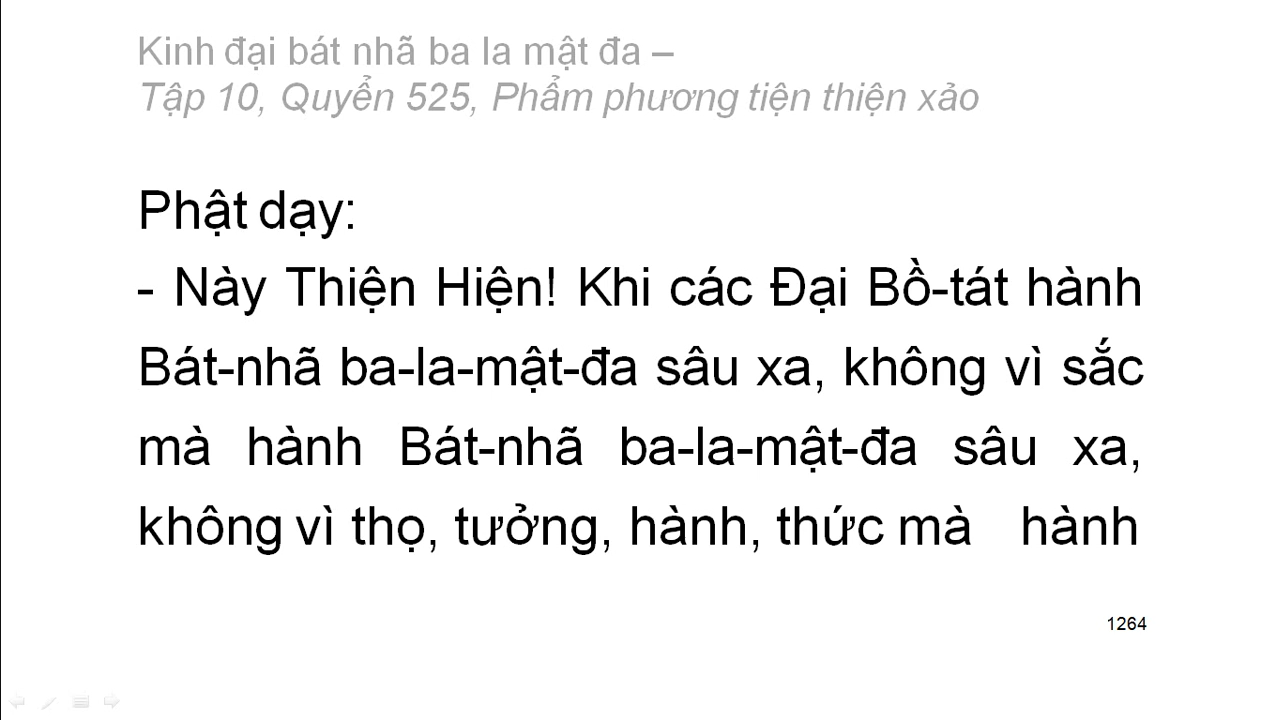 Kinh đại bát nhã ba la mật đa –
Tập 10, Quyển 525, Phẩm phương tiện thiện xảo
Phật dạy:
- Này Thiện Hiện! Khi các Đại Bồ-tát hành
Bát-nhã ba-la-mật-đa sâu xa, không vì sắc
mà hành Bát-nhã ba-la-mật-đa sâu xa,
không vì thọ, tưởng, hành, thức mà hành
1264